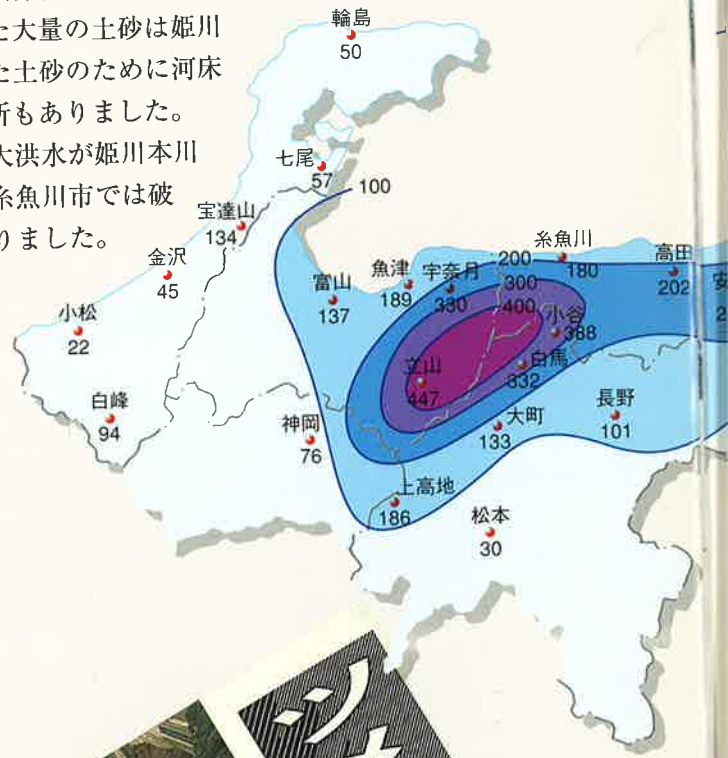 た大量の土砂は姫川
た土砂のために河床
所もありました。
大洪水が姫川本川
糸魚川市では破
りました。
輪島
50
七尾
57
100
宝達山
134
金沢
45
小松
22
白峰
94
富山
137
魚津
189
宇奈月
330
200
300
400
糸魚川
180
高田
202
安
2
小谷
388
白馬
332
立山
447
大町
133
長野
101
神岡
76
上高地
186
松本
30
ツ